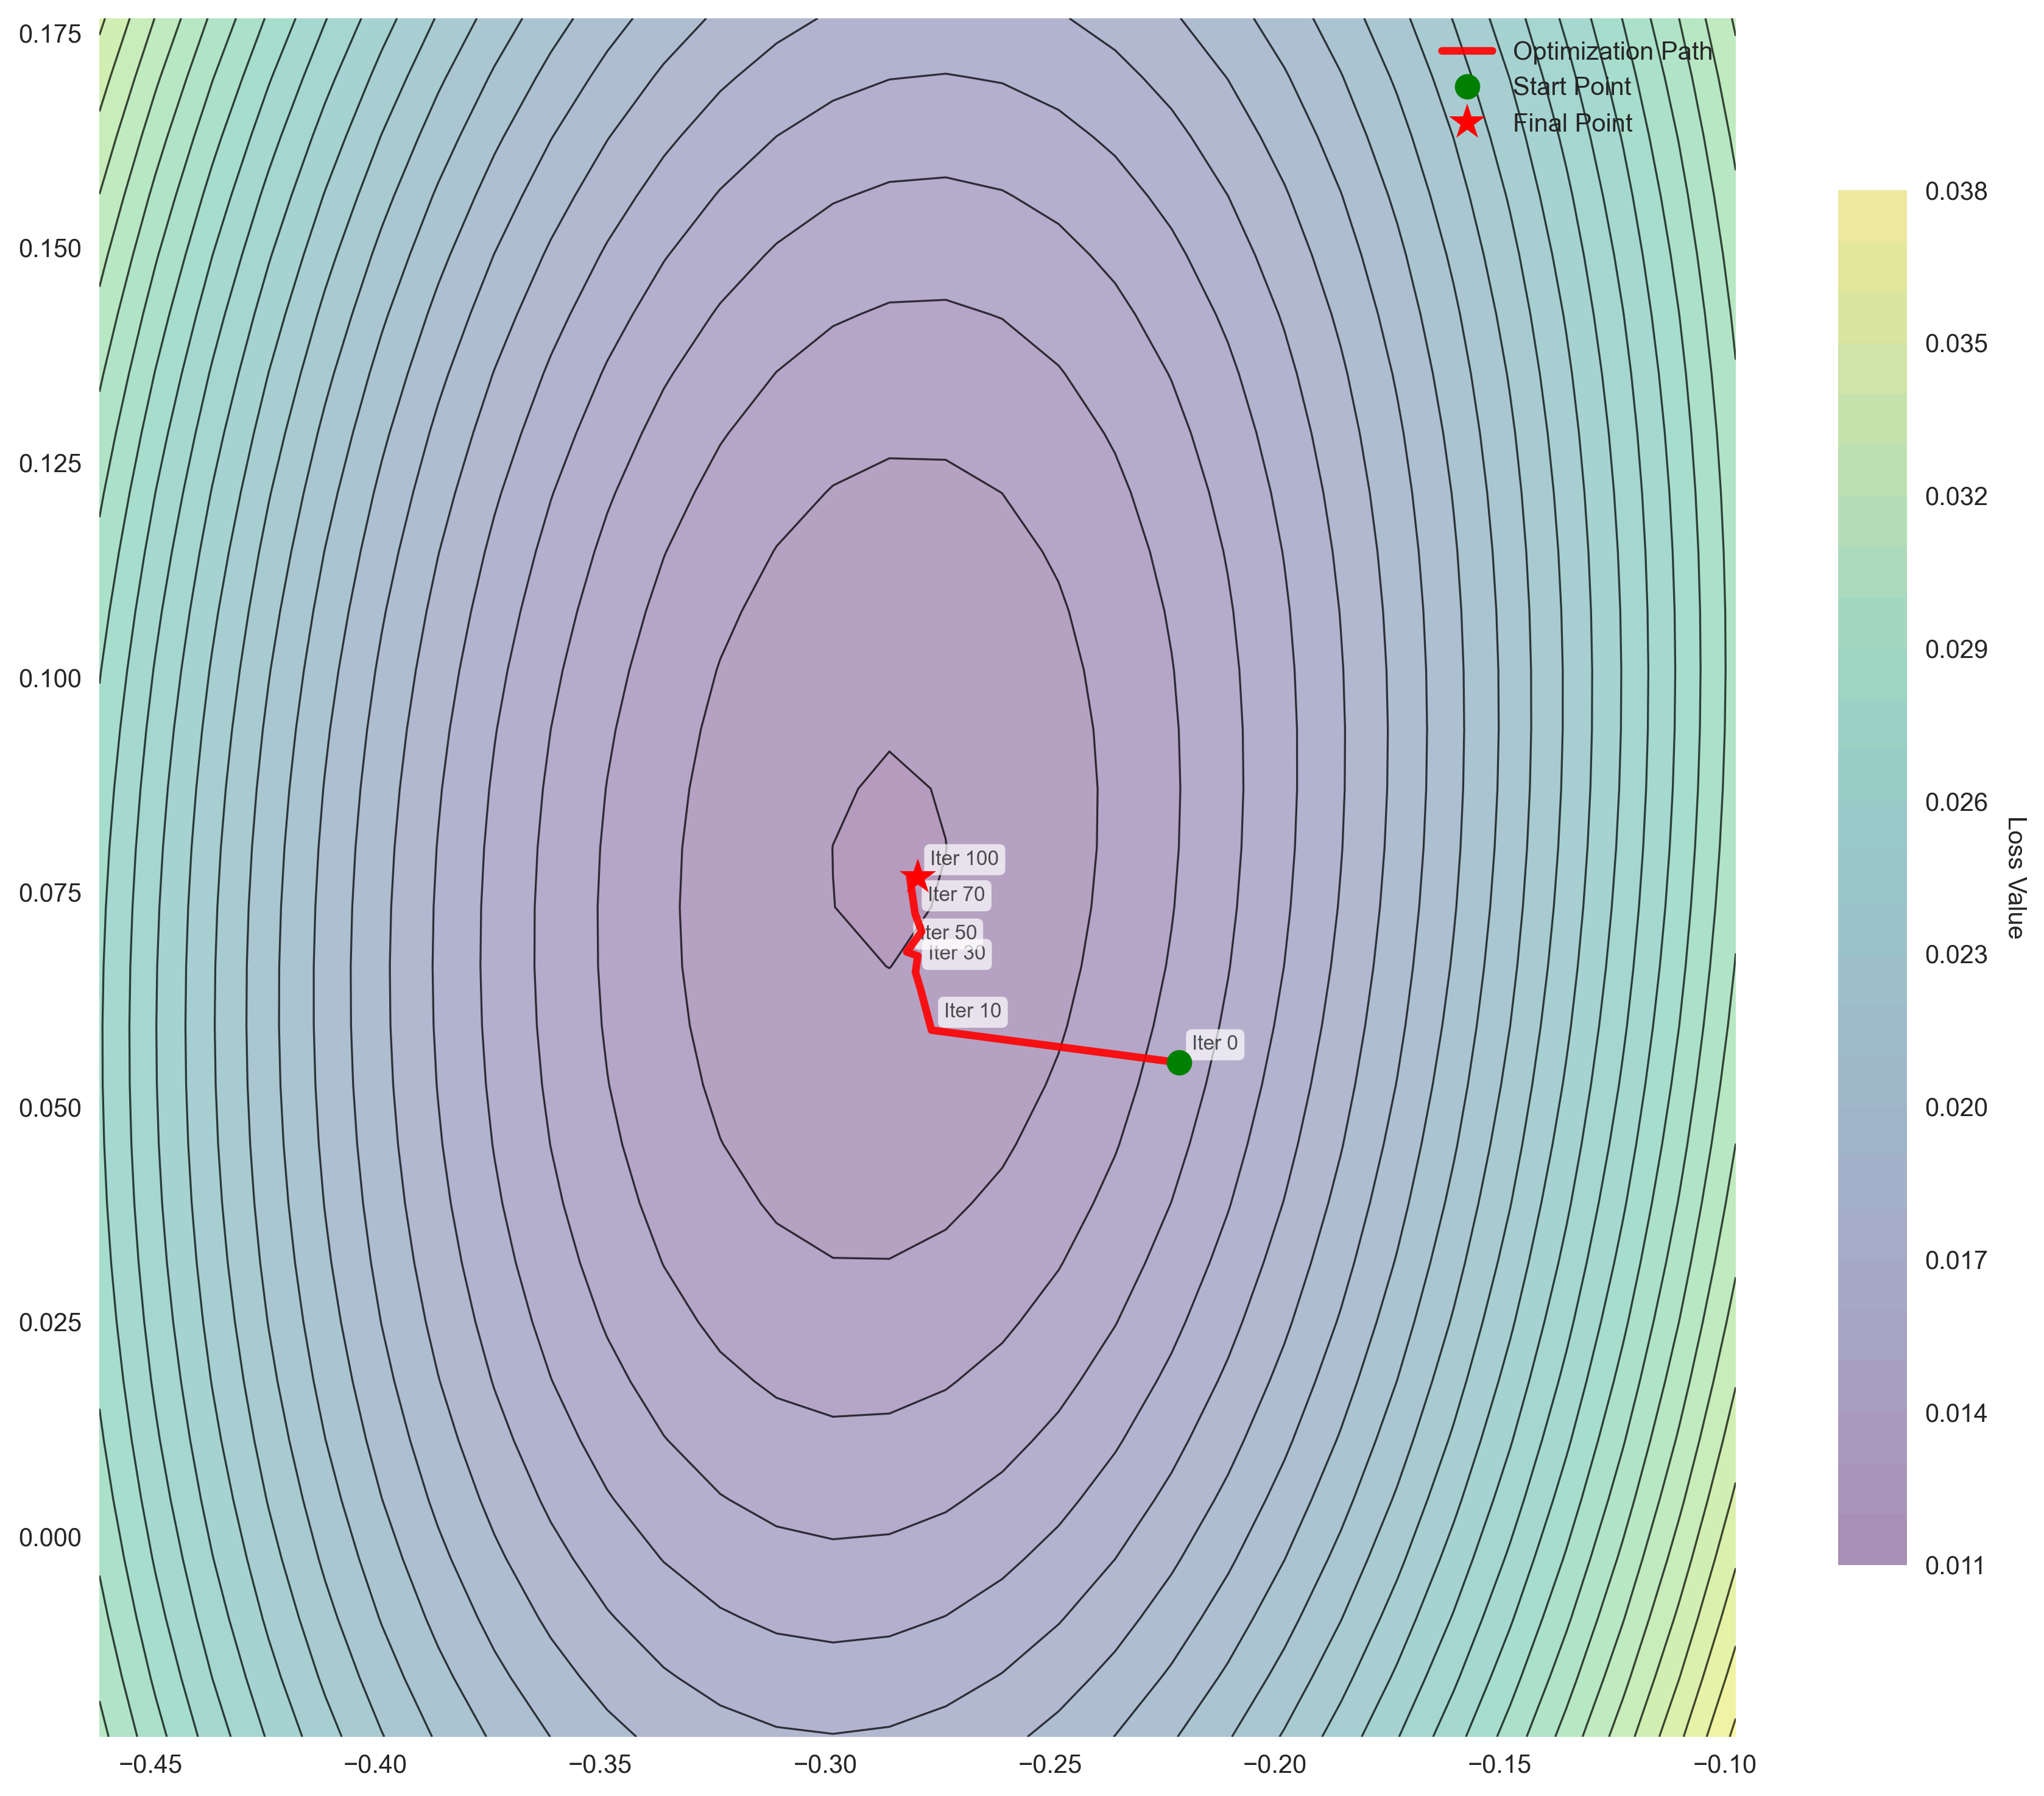 0.175
0.150
0.125
0.100
0.075
0.050
0.025
0.000
−0.45
−0.40
−0.35
−0.30
−0.25
−0.20
−0.15
−0.10
Optimization Path
Start Point
Final Point
Iter 100
Iter 70
Iter 50
Iter 30
Iter 10
Iter 0
0.038
0.035
0.032
0.029
0.026
0.023
0.020
0.017
0.014
0.011
Loss Value